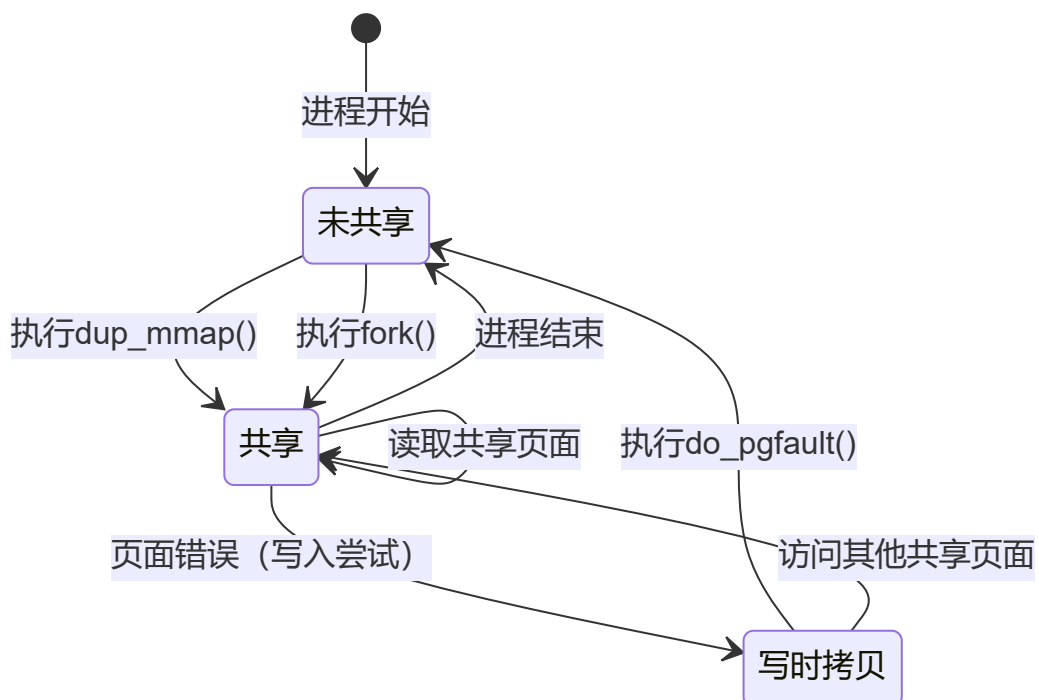 进程开始
未共享
执行dup_mmap()
执行fork()
进程结束
共享
读取共享页面
执行do_pgfault()
页面错误（写入尝试）
访问其他共享页面
写时拷贝